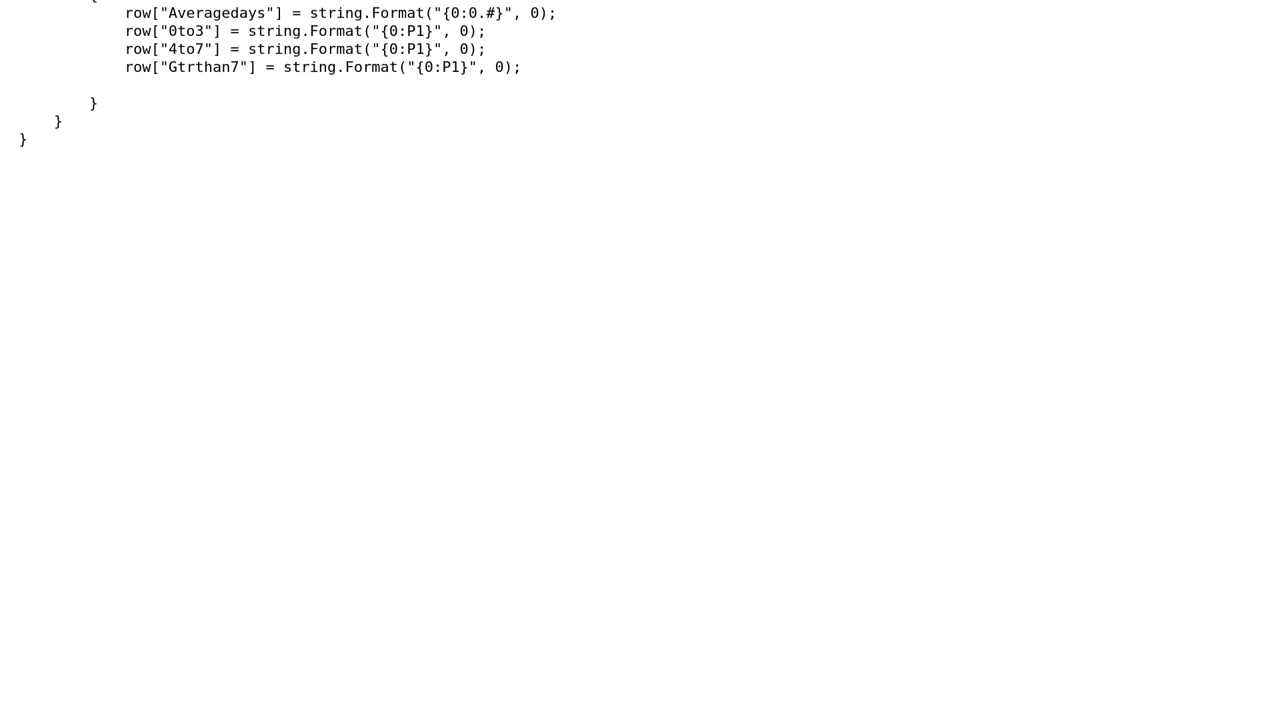 {
row["Averagedays"] = string.Format("{0:0.#}", 0);
row["0to3"] = string.Format("{0:P1}", 0);
row["4to7"] = string.Format("{0:P1}", 0);
row["Gtrthan7"] = string.Format("{0:P1}", 0);
}
}
}